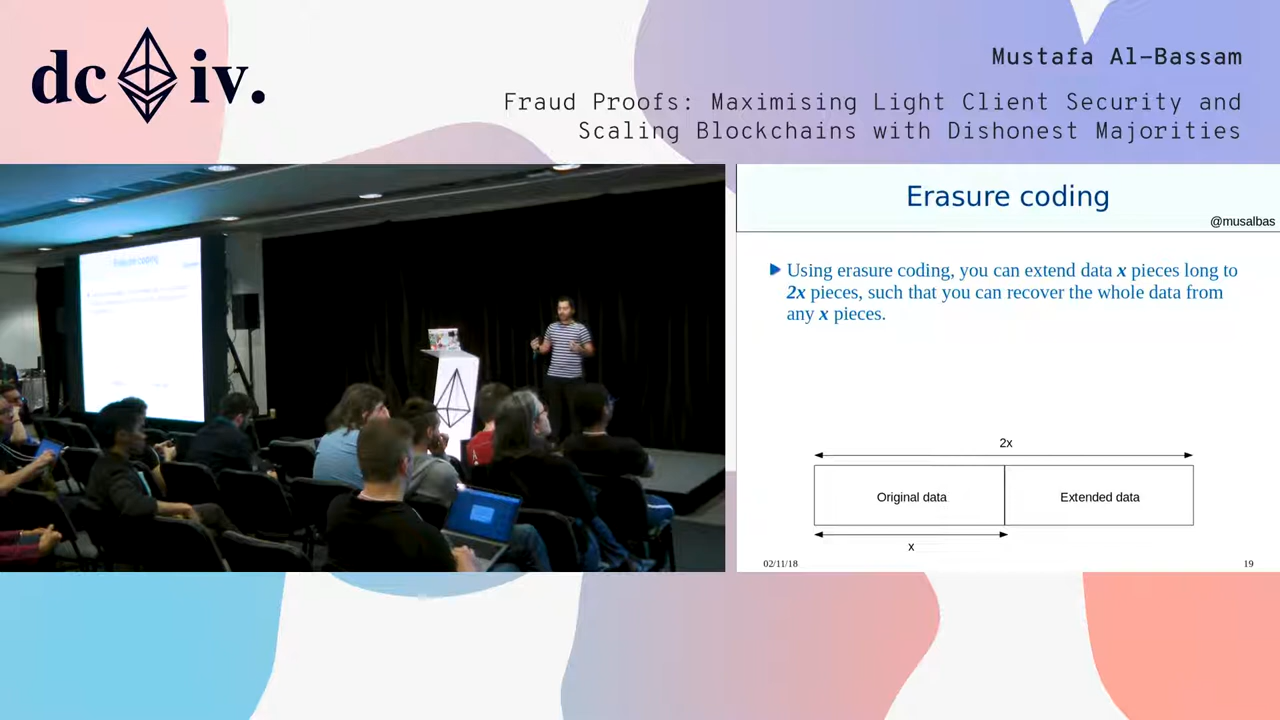 dc iv.
Mustafa Al-Bassam
Fraud Proofs: Maximising Light Client Security and
Scaling Blockchains with Dishonest Majorities
Erasure coding
@musalbas
Using erasure coding, you can extend data x pieces long to
2x pieces, such that you can recover the whole data from
any x pieces.
2x
Original data
Extended data
x
02/11/18
19
Erasure coding